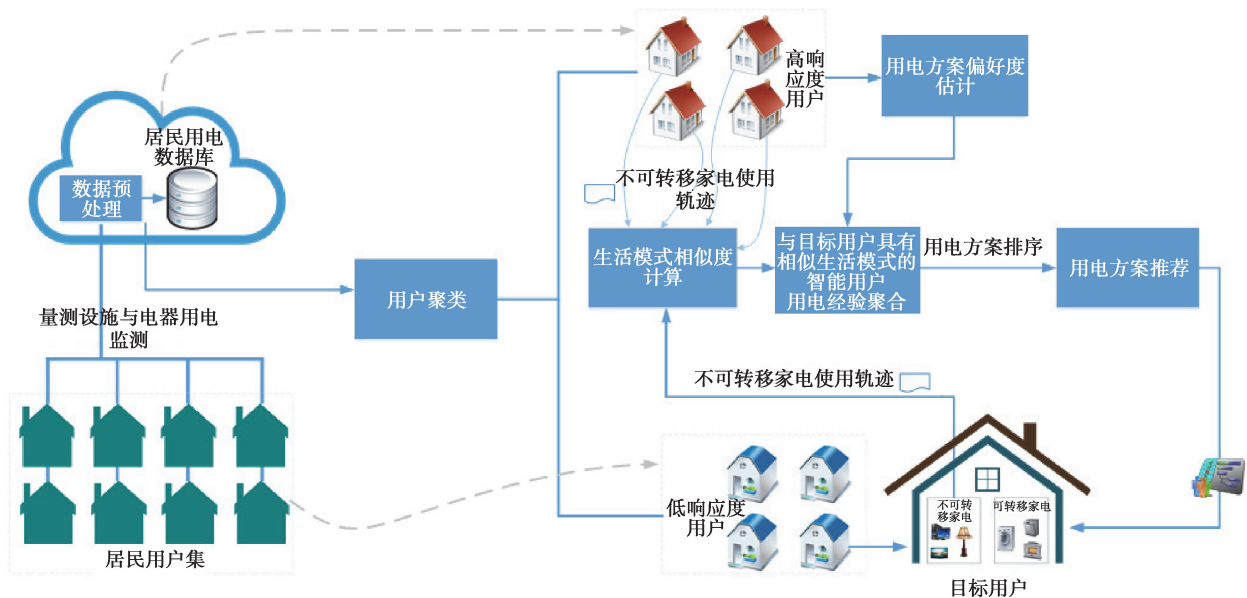 居民用电
数据库
数据预
处理
量测设施与电器用电
监测
居民用户集
用户聚类
高响
应度
用户
用电方案偏好度
估计
不可转移家电使用
轨迹
生活模式相似度
计算
与目标用户具有
相似生活模式的
智能用户
用电经验聚合
用电方案排序
用电方案推荐
不可转移家电使用轨迹
低响应度
用户
不可转
移家电
可转移家电
目标用户